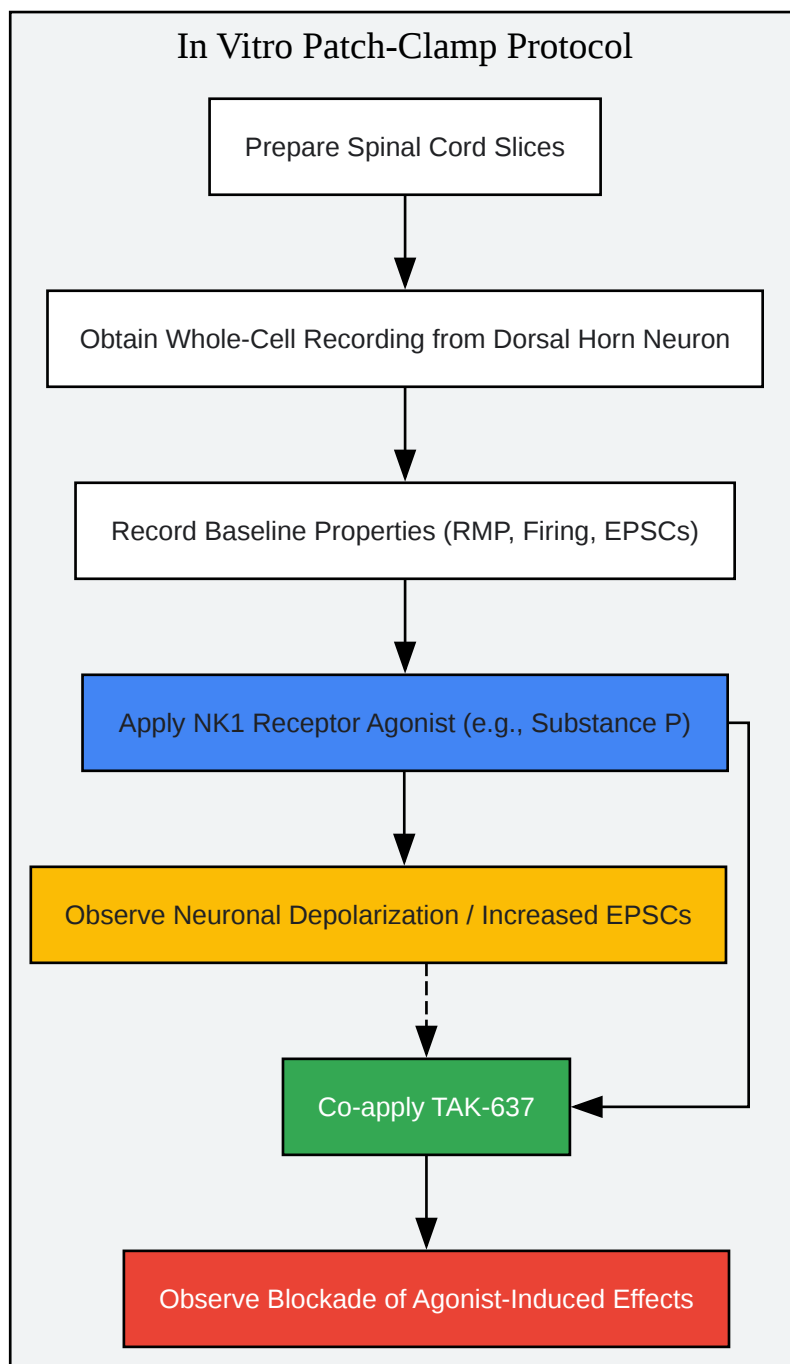 In Vitro Patch-Clamp Protocol
Prepare Spinal Cord Slices
Obtain Whole-Cell Recording from Dorsal Horn Neuron
Record Baseline Properties (RMP, Firing, EPSCs)
Apply NK1 Receptor Agonist (e.g., Substance P)
Observe Neuronal Depolarization / Increased EPSCs
Co-apply TAK-637
Observe Blockade of Agonist-Induced Effects